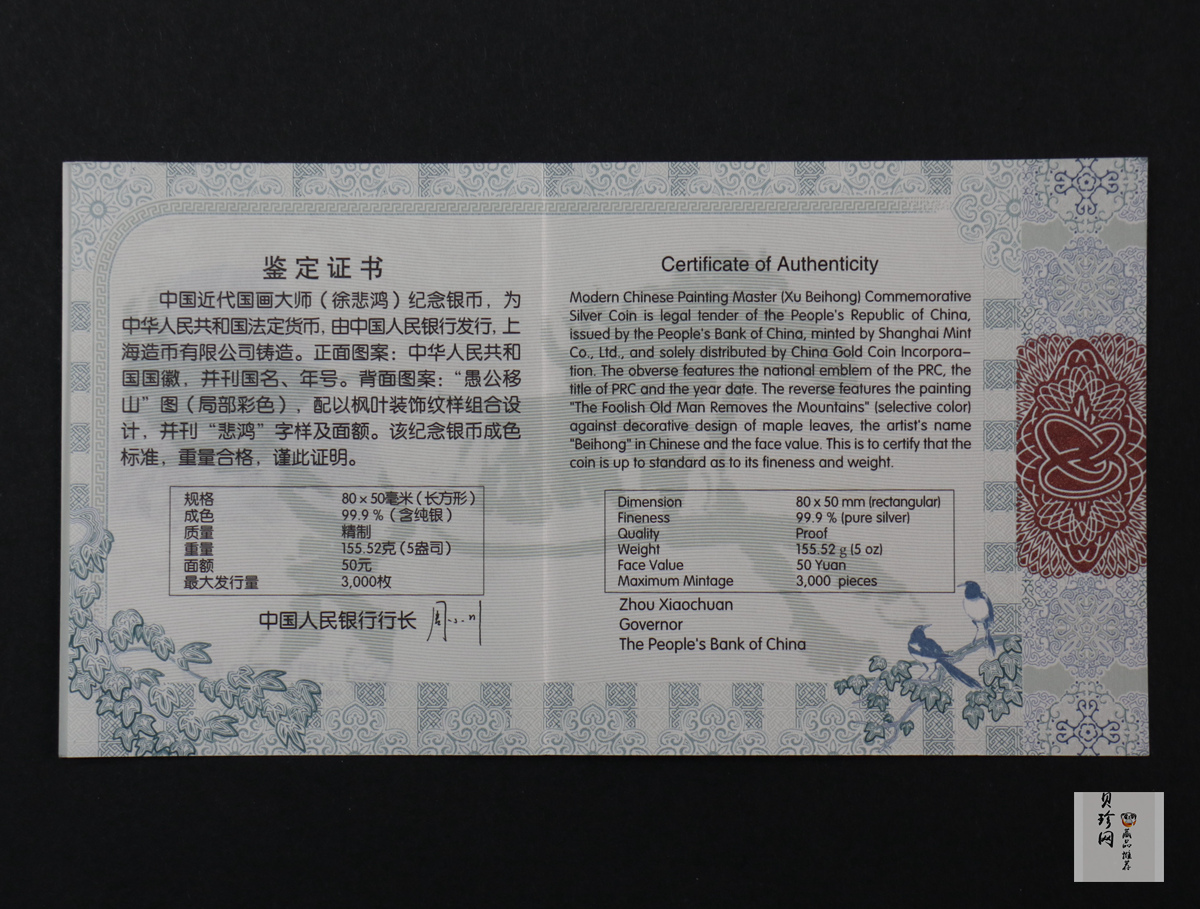 鉴定证书
中国近代国画大师（徐悲鸿）纪念银币，为
中华人民共和国法定货币，由中国人民银行发行，上
海造币有限公司铸造。正面图案：中华人民共和
国国徽，并刊国名、年号。背面图案：“愚公移
山”图（局部彩色），配以枫叶装饰纹样组合设
计，并刊“悲鸿”字样及面额。该纪念银币成色
标准，重量合格，谨此证明。
规格 80×50毫米（长方形）
成色 99.9%（含纯银）
质量 精制
重量 155.52克（5盎司）
面额 50元
最大发行量 3,000枚
中国人民银行行长 周小川
Certificate of Authenticity
Modern Chinese Painting Master (Xu Beihong) Commemorative
Silver Coin is legal tender of the People's Republic of China,
issued by the People's Bank of China, minted by Shanghai Mint
Co., Ltd., and solely distributed by China Gold Coin Incorpora–
tion. The obverse features the national emblem of the PRC, the
title of PRC and the year date. The reverse features the painting
"The Foolish Old Man Removes the Mountains" (selective color)
against decorative design of maple leaves, the artist's name
"Beihong" in Chinese and the face value. This is to certify that the
coin is up to standard as to its fineness and weight.
Dimension 80 x 50 mm (rectangular)
Fineness 99.9 % (pure silver)
Quality Proof
Weight 155.52 g (5 oz)
Face Value 50 Yuan
Maximum Mintage 3,000 pieces
Zhou Xiaochuan
Governor
The People's Bank of China
贝珍网
藏品推荐